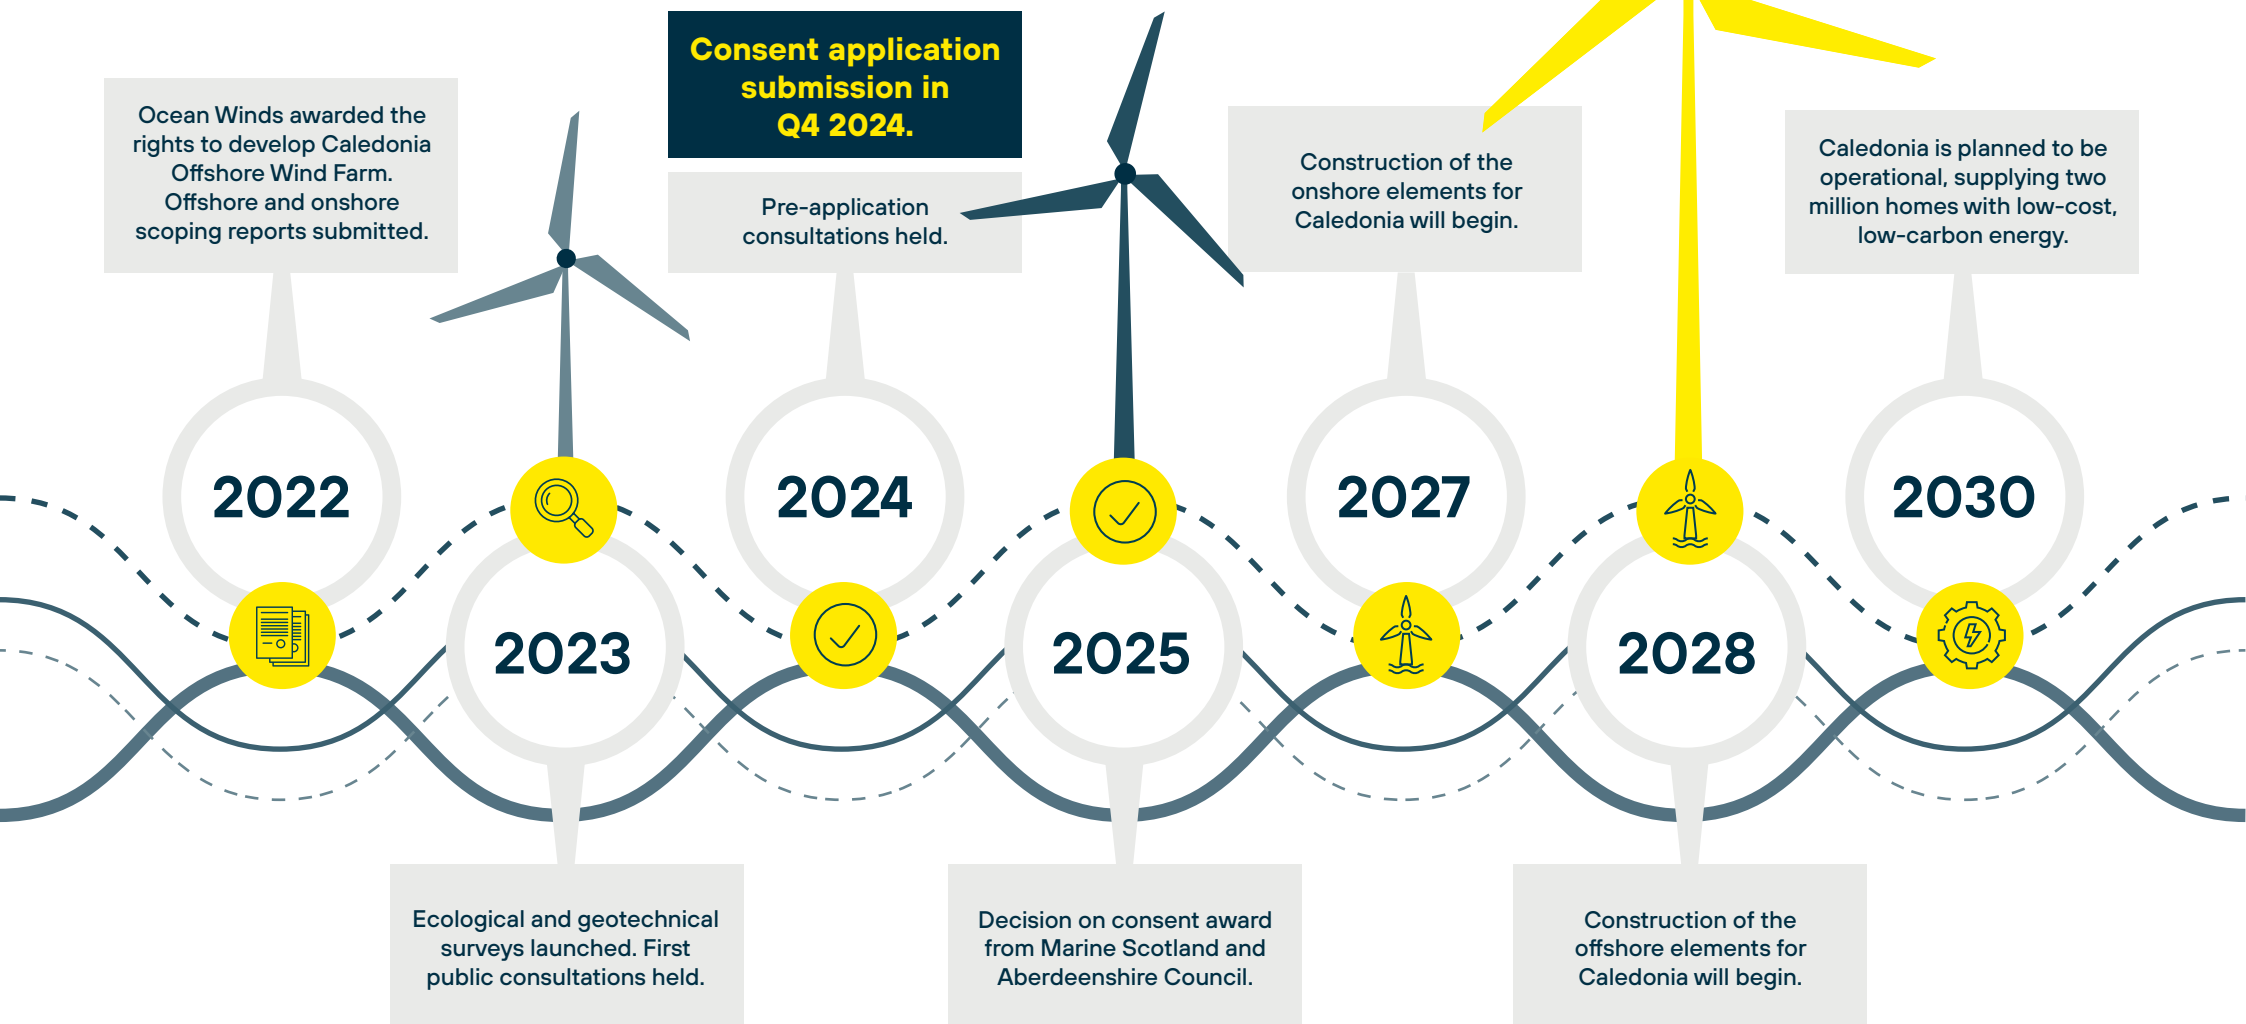 Ocean Winds awarded the
rights to develop Caledonia
Offshore Wind Farm.
Offshore and onshore
scoping reports submitted.
2022
2023
Ecological and geotechnical
surveys launched. First
public consultations held.
Consent application
submission in
Q4 2024.
Pre-application
consultations held.
2024
2025
Decision on consent award
from Marine Scotland and
Aberdeenshire Council.
Construction of the
onshore elements for
Caledonia will begin.
2027
2028
Construction of the
offshore elements for
Caledonia will begin.
Caledonia is planned to be
operational, supplying two
million homes with low-cost,
low-carbon energy.
2030